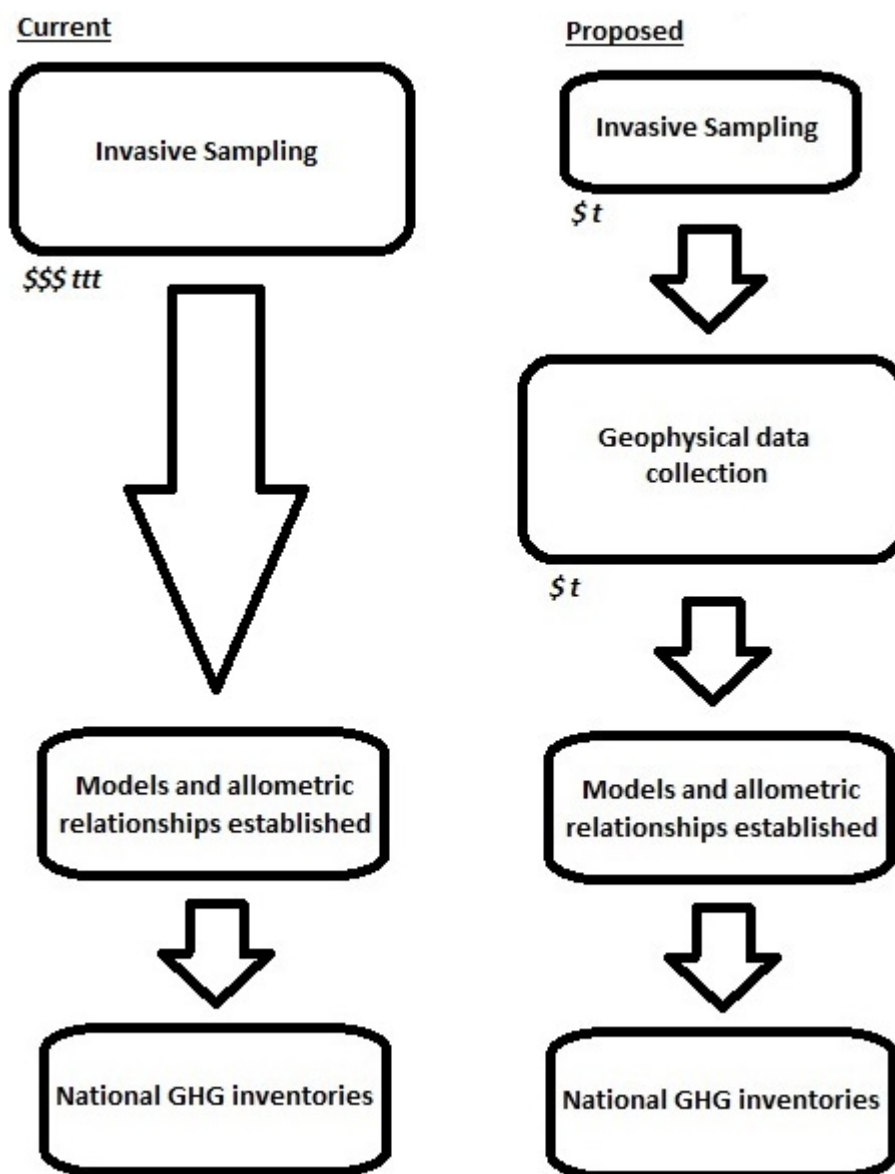 Current
Invasive Sampling
$$$ ttt
Models and allometric
relationships established
National GHG inventories
Proposed
Invasive Sampling
$ t
Geophysical data
collection
$ t
Models and allometric
relationships established
National GHG inventories